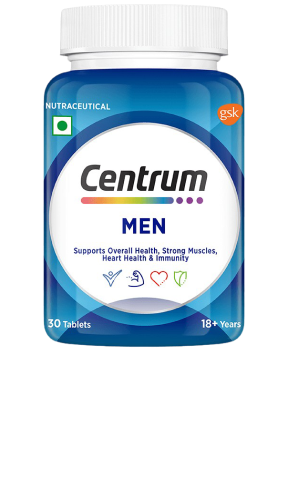 NUTRACEUTICAL
gsk
Centrum
MEN
Supports Overall Health, Strong Muscles,
Heart Health & Immunity
30 Tablets
18+ Years